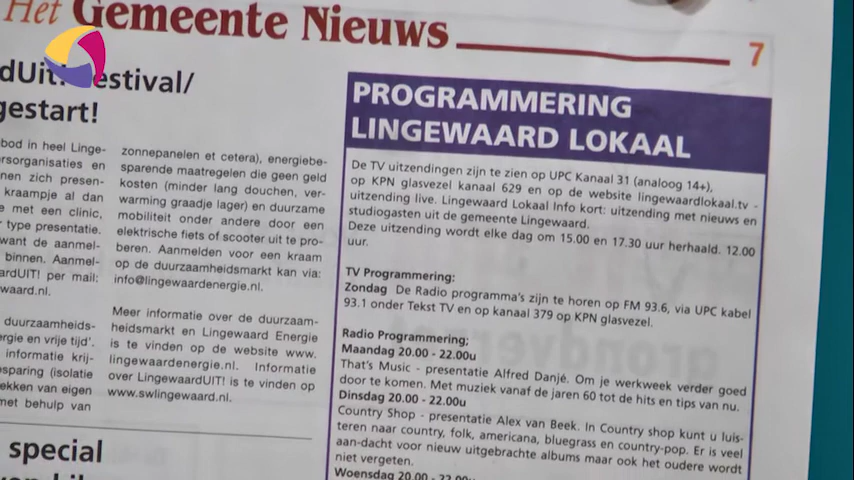 Het Gemeente Nieuws
7
festival/
gestart!
bod in heel Linge-
rsorganisaties en
nen zich presen-
kraampje al dan
e met een clinic,
r type presentatie.
want de aanmel-
binnen. Aanmel-
ardUIT! per mail:
waard.nl.
duurzaamheids-
rgie en vrije tijd'.
informatie krij-
sparing (isolatie
ekken van eigen
met behulp van
special
zonnepanelen et cetera), energiebe-
sparende maatregelen die geen geld
kosten (minder lang douchen, ver-
warming graadje lager) en duurzame
mobiliteit onder andere door een
elektrische fiets of scooter uit te pro-
beren. Aanmelden voor een kraam
op de duurzaamheidsmarkt kan via:
info@lingewaardenergie.nl.
Meer informatie over de duurzaam-
heidsmarkt en Lingewaard Energie
is te vinden op de website www.
lingewaardenergie.nl. Informatie
over LingewaardUIT! is te vinden op
www.swlingewaard.nl.
PROGRAMMERING
LINGEWAARD LOKAAL
De TV uitzendingen zijn te zien op UPC Kanaal 31 (analoog 14+),
op KPN glasvezel kanaal 629 en op de website lingewaardlokaal.tv -
uitzending live. Lingewaard Lokaal Info kort: uitzending met nieuws en
studiogasten uit de gemeente Lingewaard.
Deze uitzending wordt elke dag om 15.00 en 17.30 uur herhaald. 12.00
uur.
TV Programmering:
Zondag De Radio programma's zijn te horen op FM 93.6, via UPC kabel
93.1 onder Tekst TV en op kanaal 379 op KPN glasvezel.
Radio Programmering;
Maandag 20.00 - 22.00u
That's Music - presentatie Alfred Danjé. Om je werkweek verder goed
door te komen. Met muziek vanaf de jaren 60 tot de hits en tips van nu.
Dinsdag 20.00 - 22.00u
Country Shop - presentatie Alex van Beek. In Country shop kunt u luis-
teren naar country, folk, americana, bluegrass en country-pop. Er is veel
aan-dacht voor nieuw uitgebrachte albums maar ook het oudere wordt
niet vergeten.
Woensdag 20.00 - 22.00u